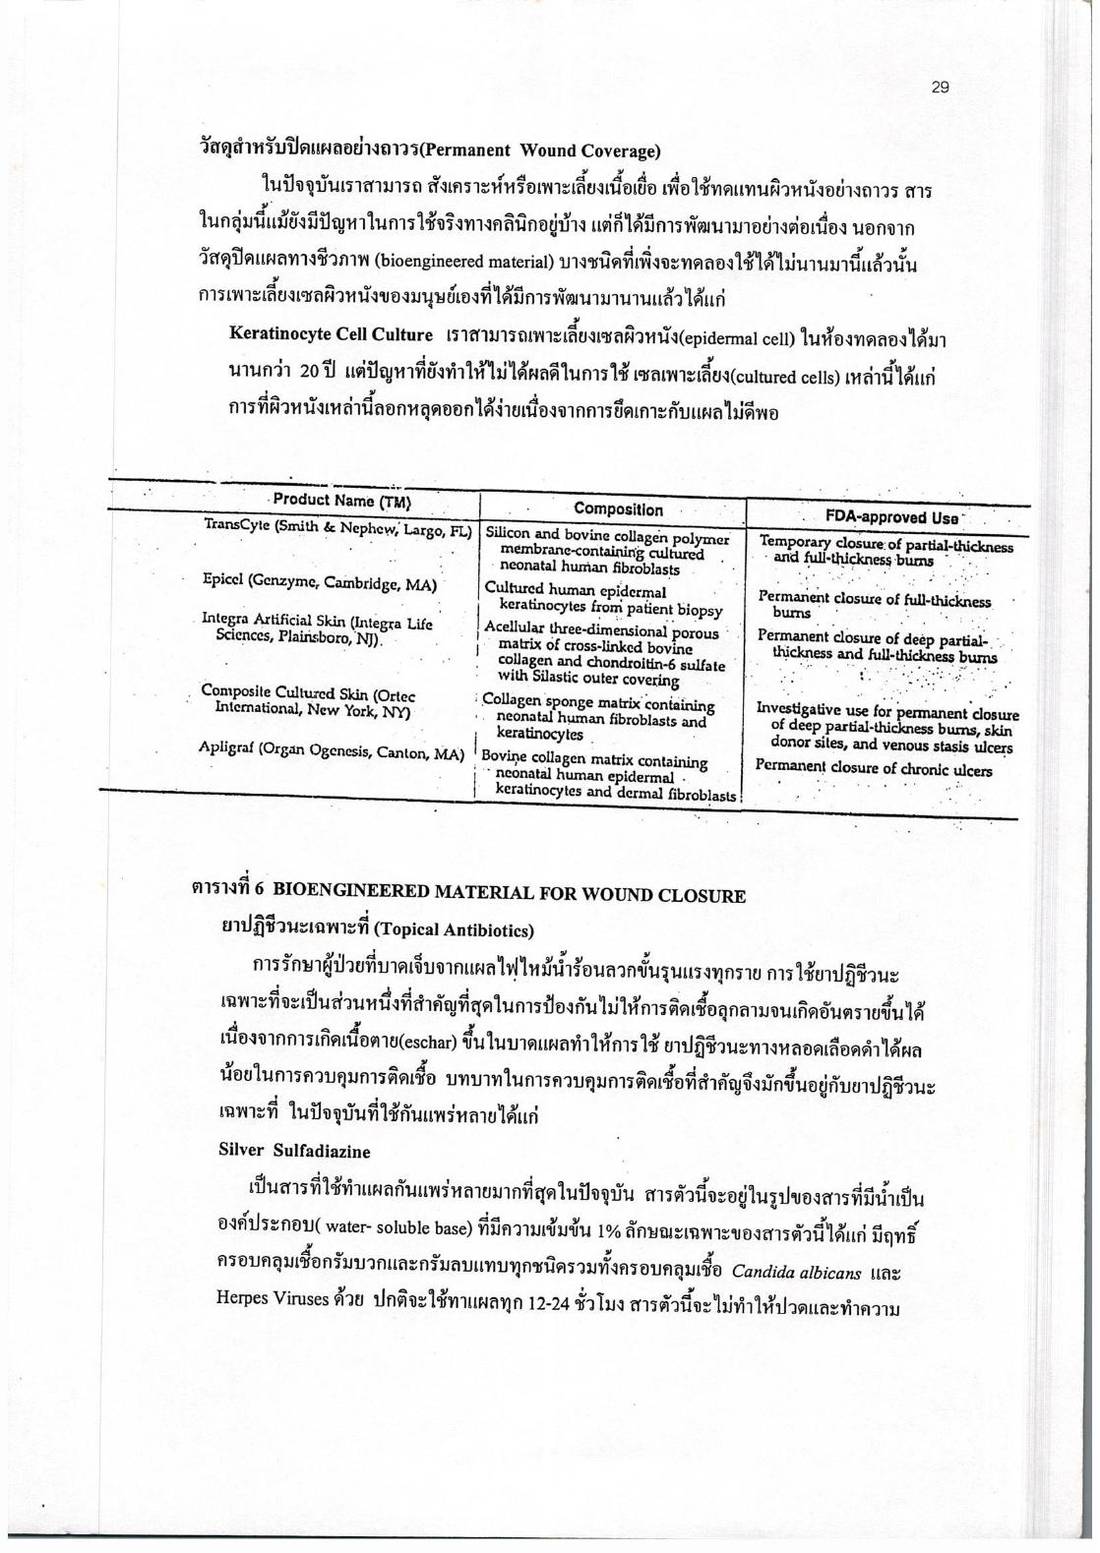 29
วัสดุสำหรับปิดแผลอย่างถาวร(Permanent Wound Coverage)
ในปัจจุบันเราสามารถ สังเคราะห์หรือเพาะเลี้ยงเนื้อเยื่อ เพื่อใช้ทดแทนผิวหนังอย่างถาวร สาร
ในกลุ่มนี้แม้ยังมีปัญหาในการใช้จริงทางคลินิกอยู่บ้าง แต่ก็ได้มีการพัฒนามาอย่างต่อเนื่อง นอกจาก
วัสดุปิดแผลทางชีวภาพ (bioengineered material) บางชนิดที่เพิ่งจะทดลองใช้ได้ไม่นานมานี้แล้วนั้น
การเพาะเลี้ยงเซลผิวหนังของมนุษย์เองที่ได้มีการพัฒนามานานแล้วได้แก่
Keratinocyte Cell Culture เราสามารถเพาะเลี้ยงเซลผิวหนัง(epidermal cell) ในห้องทดลองได้มา
นานกว่า 20 ปี แต่ปัญหาที่ยังทำให้ไม่ได้ผลดีในการใช้ เซลเพาะเลี้ยง(cultured cells) เหล่านี้ได้แก่
การที่ผิวหนังเหล่านี้ลอกหลุดออกได้ง่ายเนื่องจากการยึดเกาะกับแผลไม่ดีพอ
Product Name (TM) Composition FDA-approved Use
TransCyte (Smith & Nephew, Largo, FL) Silicon and bovine collagen polymer Temporary closure of partial-thickness
membrane-containing cultured and full-thickness burns
neonatal human fibroblasts
Epicel (Genzyme, Cambridge, MA) Cultured human epidermal Permanent closure of full-thickness
keratinocytes from patient biopsy burns
Integra Artificial Skin (Integra Life Acellular three-dimensional porous Permanent closure of deep partial-
Sciences, Plainsboro, NJ). matrix of cross-linked bovine thickness and full-thickness burns
collagen and chondroitin-6 sulfate
with Silastic outer covering
Composite Cultured Skin (Ortec Collagen sponge matrix containing Investigative use for permanent closure
International, New York, NY) neonatal human fibroblasts and of deep partial-thickness burns, skin
keratinocytes donor sites, and venous stasis ulcers
Apligraf (Organ Ogenesis, Canton, MA) Bovine collagen matrix containing Permanent closure of chronic ulcers
neonatal human epidermal
keratinocytes and dermal fibroblasts
ตารางที่ 6 BIOENGINEERED MATERIAL FOR WOUND CLOSURE
ยาปฏิชีวนะเฉพาะที่ (Topical Antibiotics)
การรักษาผู้ป่วยที่บาดเจ็บจากแผลไฟไหม้น้ำร้อนลวกขั้นรุนแรงทุกราย การใช้ยาปฏิชีวนะ
เฉพาะที่จะเป็นส่วนหนึ่งที่สำคัญที่สุดในการป้องกันไม่ให้การติดเชื้อลุกลามจนเกิดอันตรายขึ้นได้
เนื่องจากการเกิดเนื้อตาย(eschar) ขึ้นในบาดแผลทำให้การใช้ ยาปฏิชีวนะทางหลอดเลือดดำได้ผล
น้อยในการควบคุมการติดเชื้อ บทบาทในการควบคุมการติดเชื้อที่สำคัญจึงมักขึ้นอยู่กับยาปฏิชีวนะ
เฉพาะที่ ในปัจจุบันที่ใช้กันแพร่หลายได้แก่
Silver Sulfadiazine
เป็นสารที่ใช้ทำแผลกันแพร่หลายมากที่สุดในปัจจุบัน สารตัวนี้จะอยู่ในรูปของสารที่มีน้ำเป็น
องค์ประกอบ( water- soluble base) ที่มีความเข้มข้น 1% ลักษณะเฉพาะของสารตัวนี้ได้แก่ มีฤทธิ์
ครอบคลุมเชื้อกรัมบวกและกรัมลบแทบทุกชนิดรวมทั้งครอบคลุมเชื้อ Candida albicans และ
Herpes Viruses ด้วย ปกติจะใช้ทาแผลทุก 12-24 ชั่วโมง สารตัวนี้จะไม่ทำให้ปวดและทำความ